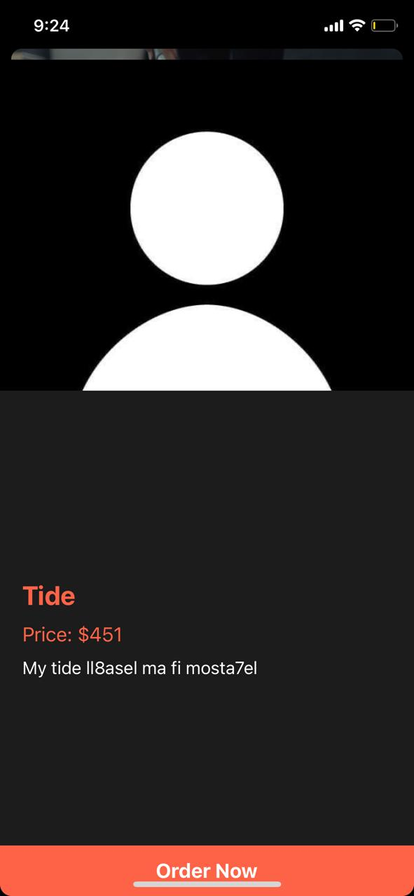 9:24
Tide
Price: $451
My tide ll8asel ma fi mosta7el
Order Now